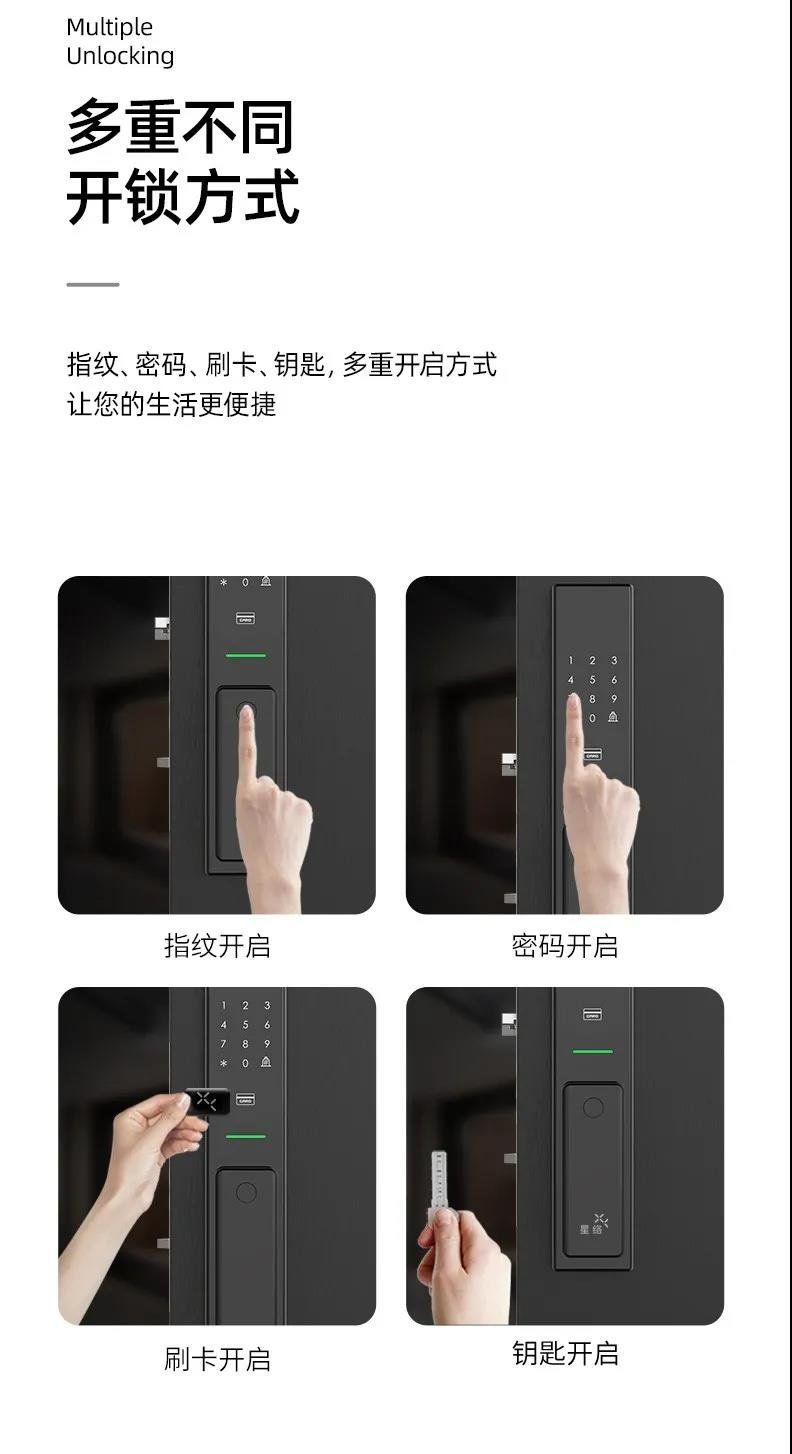 Multiple
Unlocking
多重不同
开锁方式
指纹、密码、刷卡、钥匙，多重开启方式
让您的生活更便捷
* 0
CARD
1 2 3
4 5 6
8 9
0
CARD
指纹开启
密码开启
1 2 3
4 5 6
7 8 9
* 0
CARD
CARD
星络
刷卡开启
钥匙开启